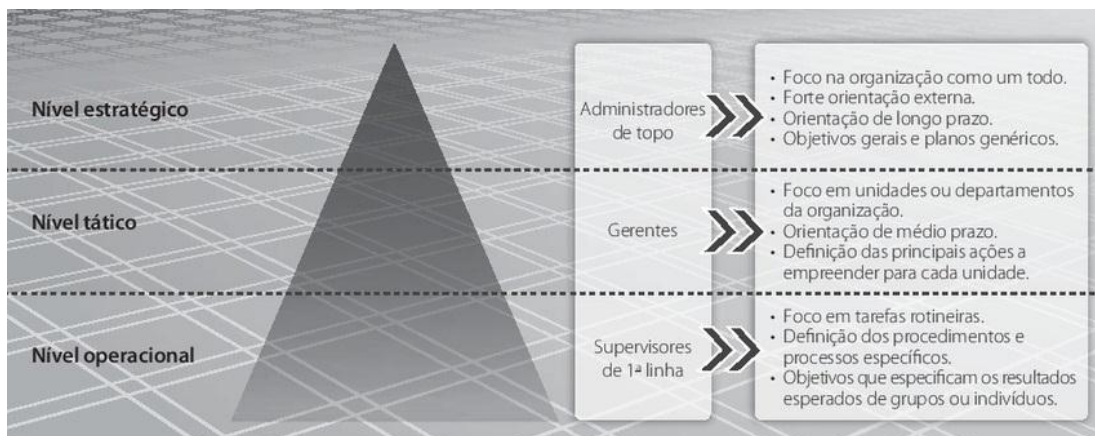 Nível estratégico
Administradores
de topo
• Foco na organização como um todo.
• Forte orientação externa.
• Orientação de longo prazo.
• Objetivos gerais e planos genéricos.
Nível tático
Gerentes
• Foco em unidades ou departamentos
da organização.
• Orientação de médio prazo.
• Definição das principais ações a
empreender para cada unidade.
Nível operacional
Supervisores
de 1ª linha
• Foco em tarefas rotineiras.
• Definição dos procedimentos e
processos específicos.
• Objetivos que especificam os resultados
esperados de grupos ou indivíduos.